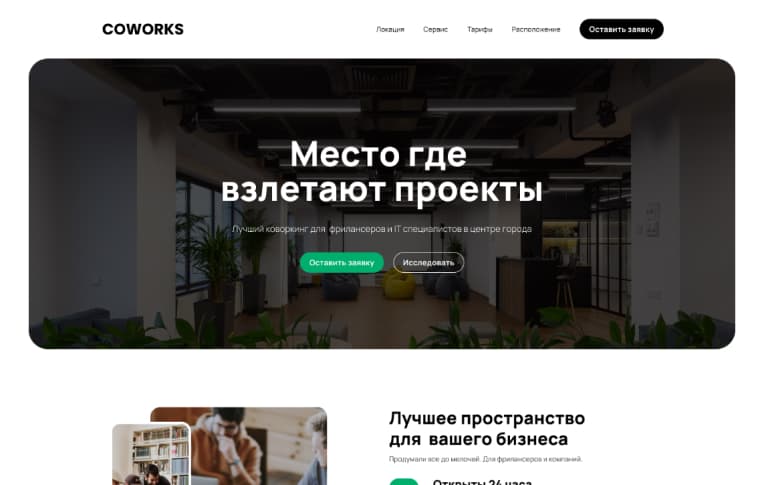 COWORKS
Локация Сервис Тарифы Расположение Оставить заявку
Место где
взлетают проекты
Лучший коворкинг для фрилансеров и IT специалистов в центре города
Оставить заявку Исследовать
Лучшее пространство
для вашего бизнеса
Продумали все до мелочей. Для фрилансеров и компаний.
Открыты 24 часа